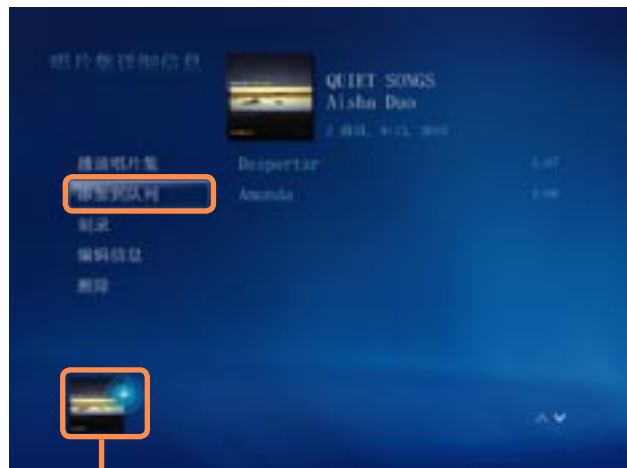 唱片集详细信息
QUIET SONGS
Aisha Duo
播放唱片集
添加到队列
刻录
编辑信息
删除
Despertar
Amanda